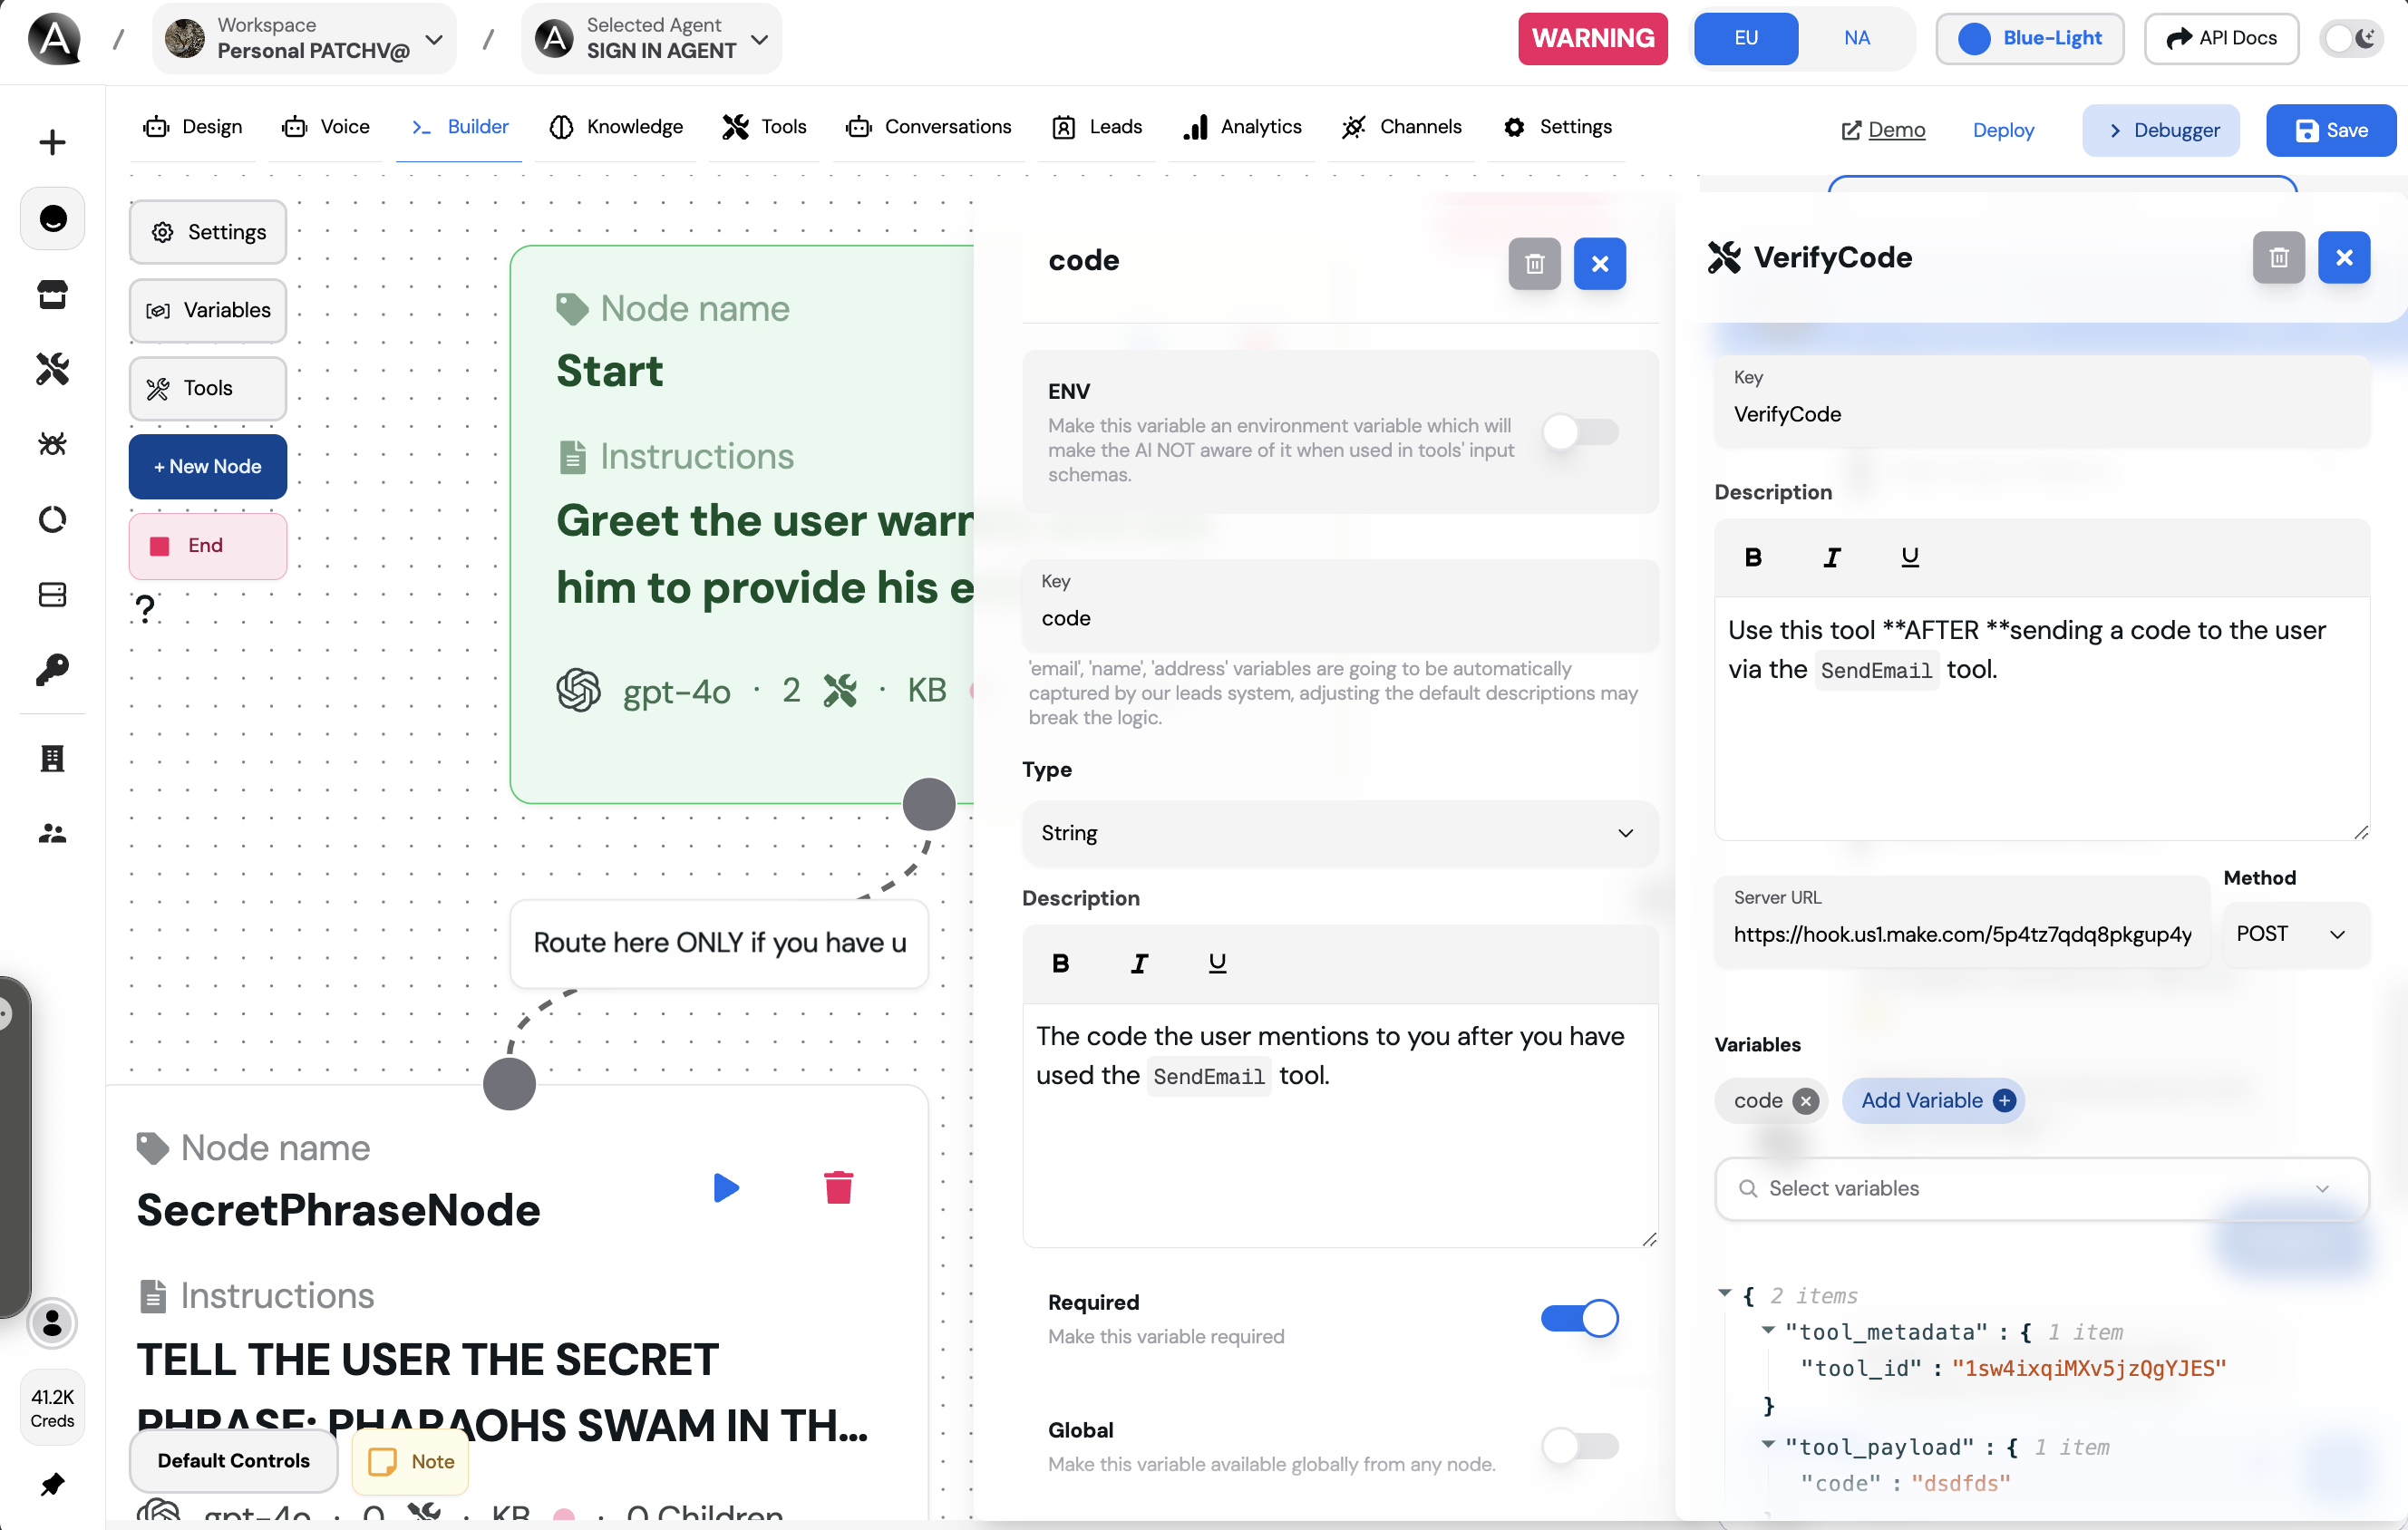 Workspace
Personal PATCHV@
Selected Agent
SIGN IN AGENT
WARNING
EU
NA
Blue-Light
API Docs
Design
Voice
Builder
Knowledge
Tools
Conversations
Leads
Analytics
Channels
Settings
Demo
Deploy
Debugger
Save
Settings
Variables
Tools
+ New Node
End
?
41.2K
Creds
Node name
Start
Instructions
Greet the user warm
him to provide his e
gpt-4o · 2 · KB
Route here ONLY if you have u
Node name
SecretPhraseNode
Instructions
TELL THE USER THE SECRET
PHRASE: PHARAOHS SWAM IN TH...
Default Controls
Note
gpt-4o · 0 · KB · 0 Children
code
ENV
Make this variable an environment variable which will
make the AI NOT aware of it when used in tools' input
schemas.
Key
code
'email', 'name', 'address' variables are going to be automatically
captured by our leads system, adjusting the default descriptions may
break the logic.
Type
String
Description
B I U
The code the user mentions to you after you have
used the SendEmail tool.
Required
Make this variable required
Global
Make this variable available globally from any node.
VerifyCode
Key
VerifyCode
Description
B I U
Use this tool **AFTER **sending a code to the user
via the SendEmail tool.
Server URL
https://hook.us1.make.com/5p4tz7qdq8pkgup4y
Method
POST
Variables
code
Add Variable
Select variables
{ 2 items
"tool_metadata" : { 1 item
"tool_id" : "1sw4ixqiMXv5jzQgYJES"
}
"tool_payload" : { 1 item
"code" : "dsdfds"